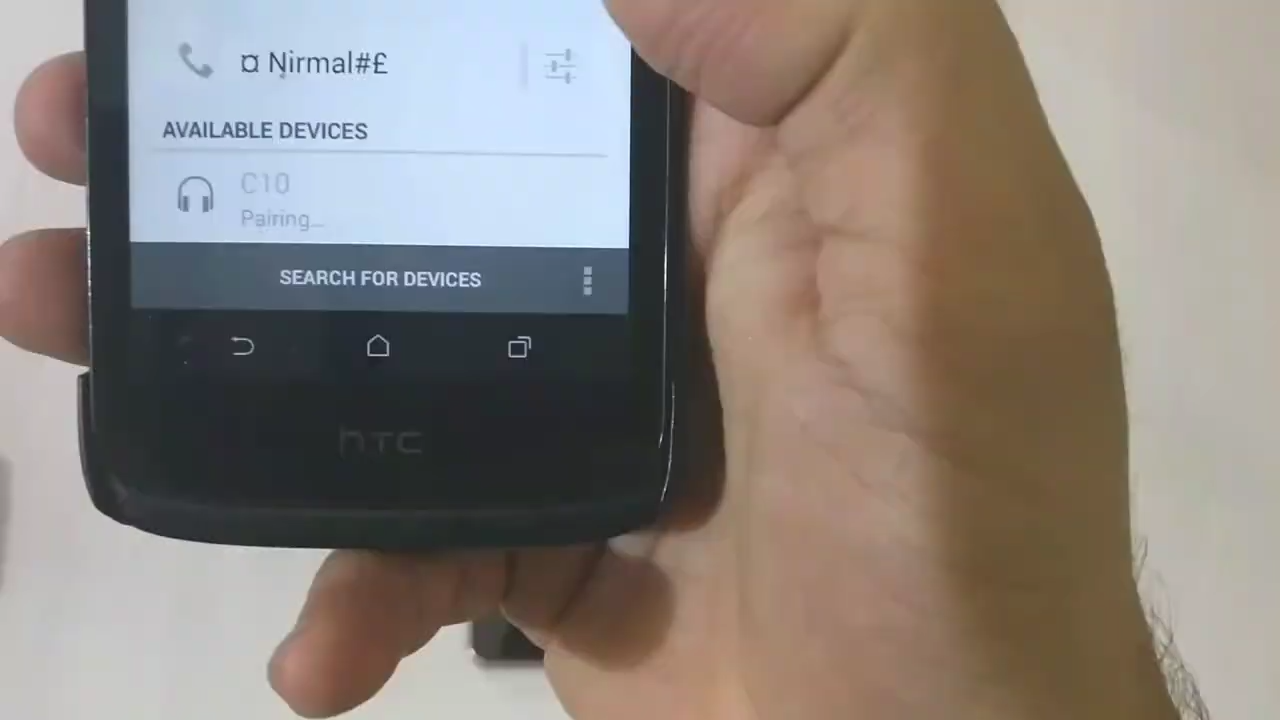 ¤ Nirmal#£
AVAILABLE DEVICES
C10
Pairing...
SEARCH FOR DEVICES
hTC